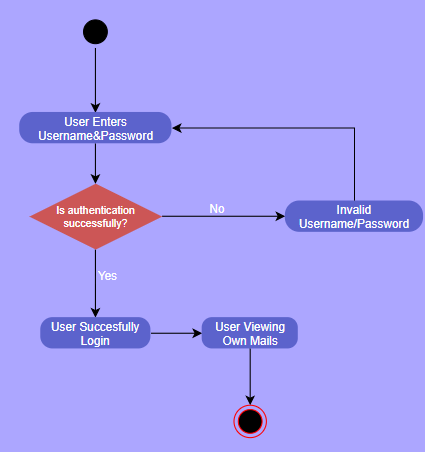 User Enters
Username&Password
Is authentication
successfully?
No
Invalid
Username/Password
Yes
User Succesfully
Login
User Viewing
Own Mails